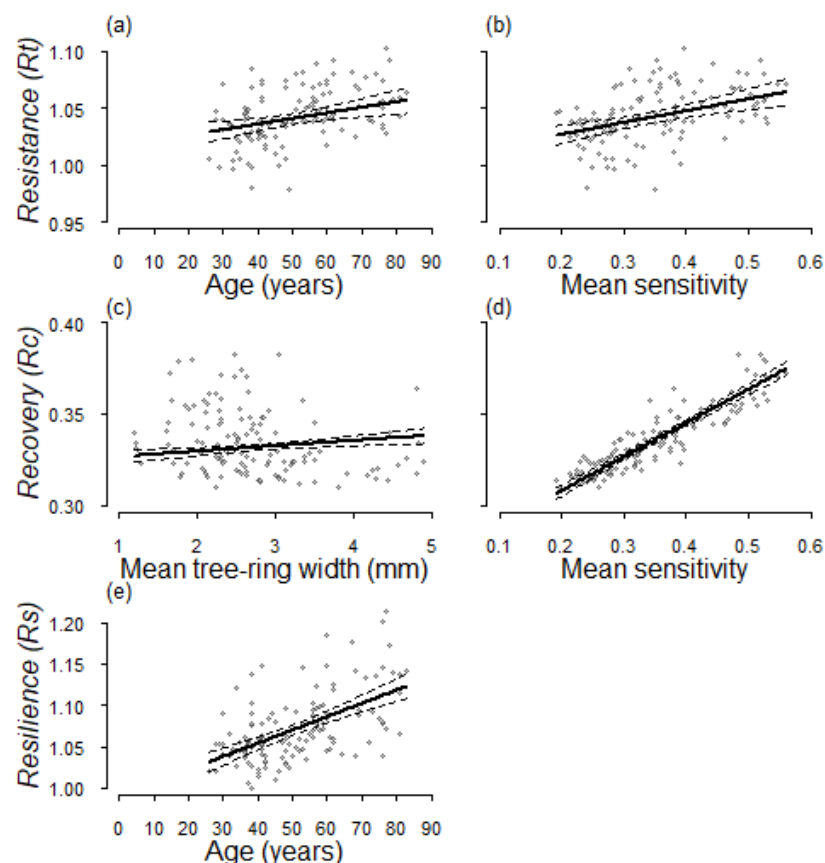 (a)
Resistance (Rt)
1.10
1.05
1.00
0.95
0 10 20 30 40 50 60 70 80 90
Age (years)
(b)
0.1 0.2 0.3 0.4 0.5 0.6
Mean sensitivity
(c)
Recovery (Rc)
0.40
0.35
0.30
1 2 3 4 5
Mean tree-ring width (mm)
(d)
0.1 0.2 0.3 0.4 0.5 0.6
Mean sensitivity
(e)
Resilience (Rs)
1.20
1.15
1.10
1.05
1.00
0 10 20 30 40 50 60 70 80 90
Age (years)